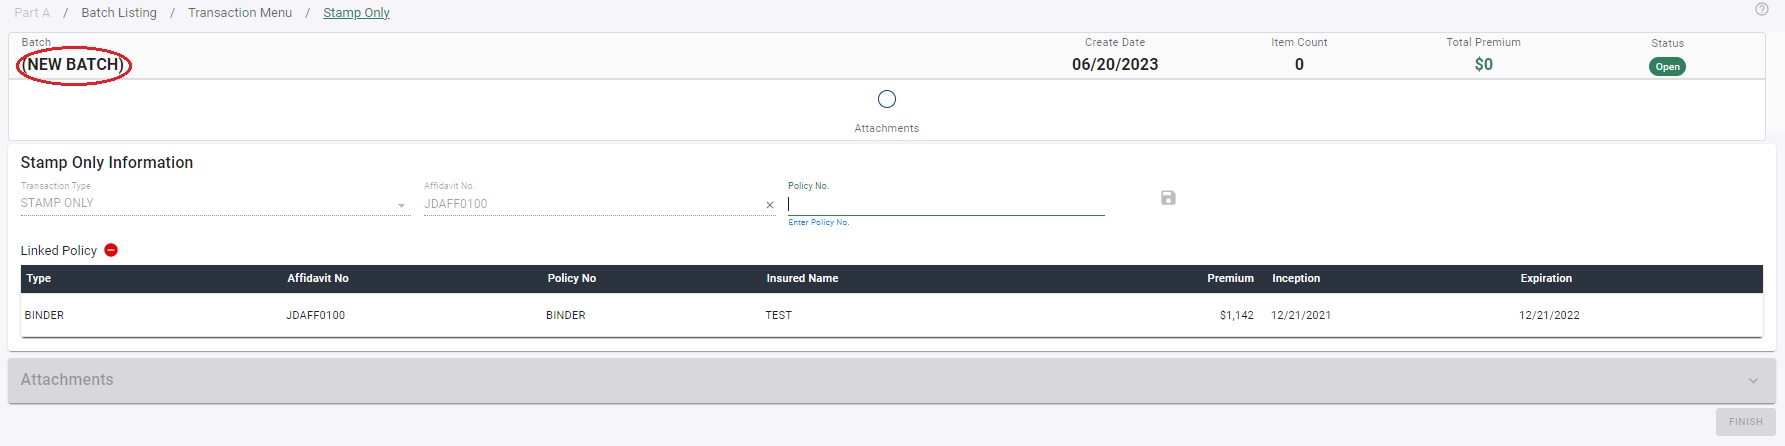 Part A / Batch Listing / Transaction Menu / Stamp Only
Batch Create Date Item Count Total Premium Status
(NEW BATCH) 06/20/2023 0 $0 Open
Attachments
Stamp Only Information
Transaction Type Affidavit No. Policy No.
STAMP ONLY JDAFF0100
Enter Policy No.
Linked Policy
Type Affidavit No Policy No Insured Name Premium Inception Expiration
BINDER JDAFF0100 BINDER TEST $1,142 12/21/2021 12/21/2022
Attachments
FINISH